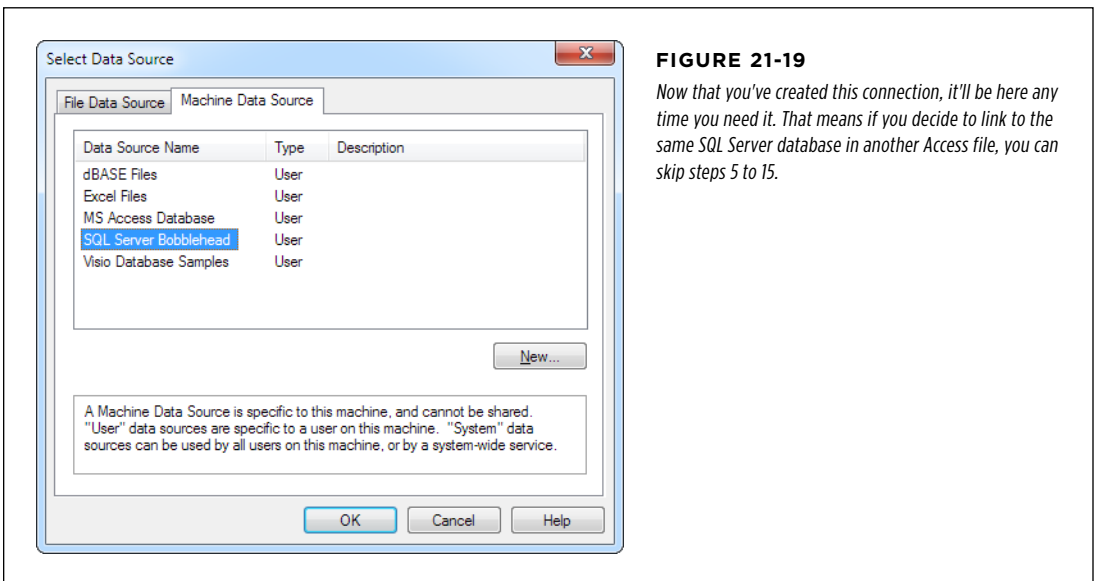 Select Data Source
File Data Source Machine Data Source
Data Source Name Type Description
dBASE Files User
Excel Files User
MS Access Database User
SQL Server Bobblehead User
Visio Database Samples User
New...
A Machine Data Source is specific to this machine, and cannot be shared.
"User" data sources are specific to a user on this machine. "System" data
sources can be used by all users on this machine, or by a system-wide service.
OK Cancel Help
FIGURE 21-19
Now that you've created this connection, it'll be here any
time you need it. That means if you decide to link to the
same SQL Server database in another Access file, you can
skip steps 5 to 15.